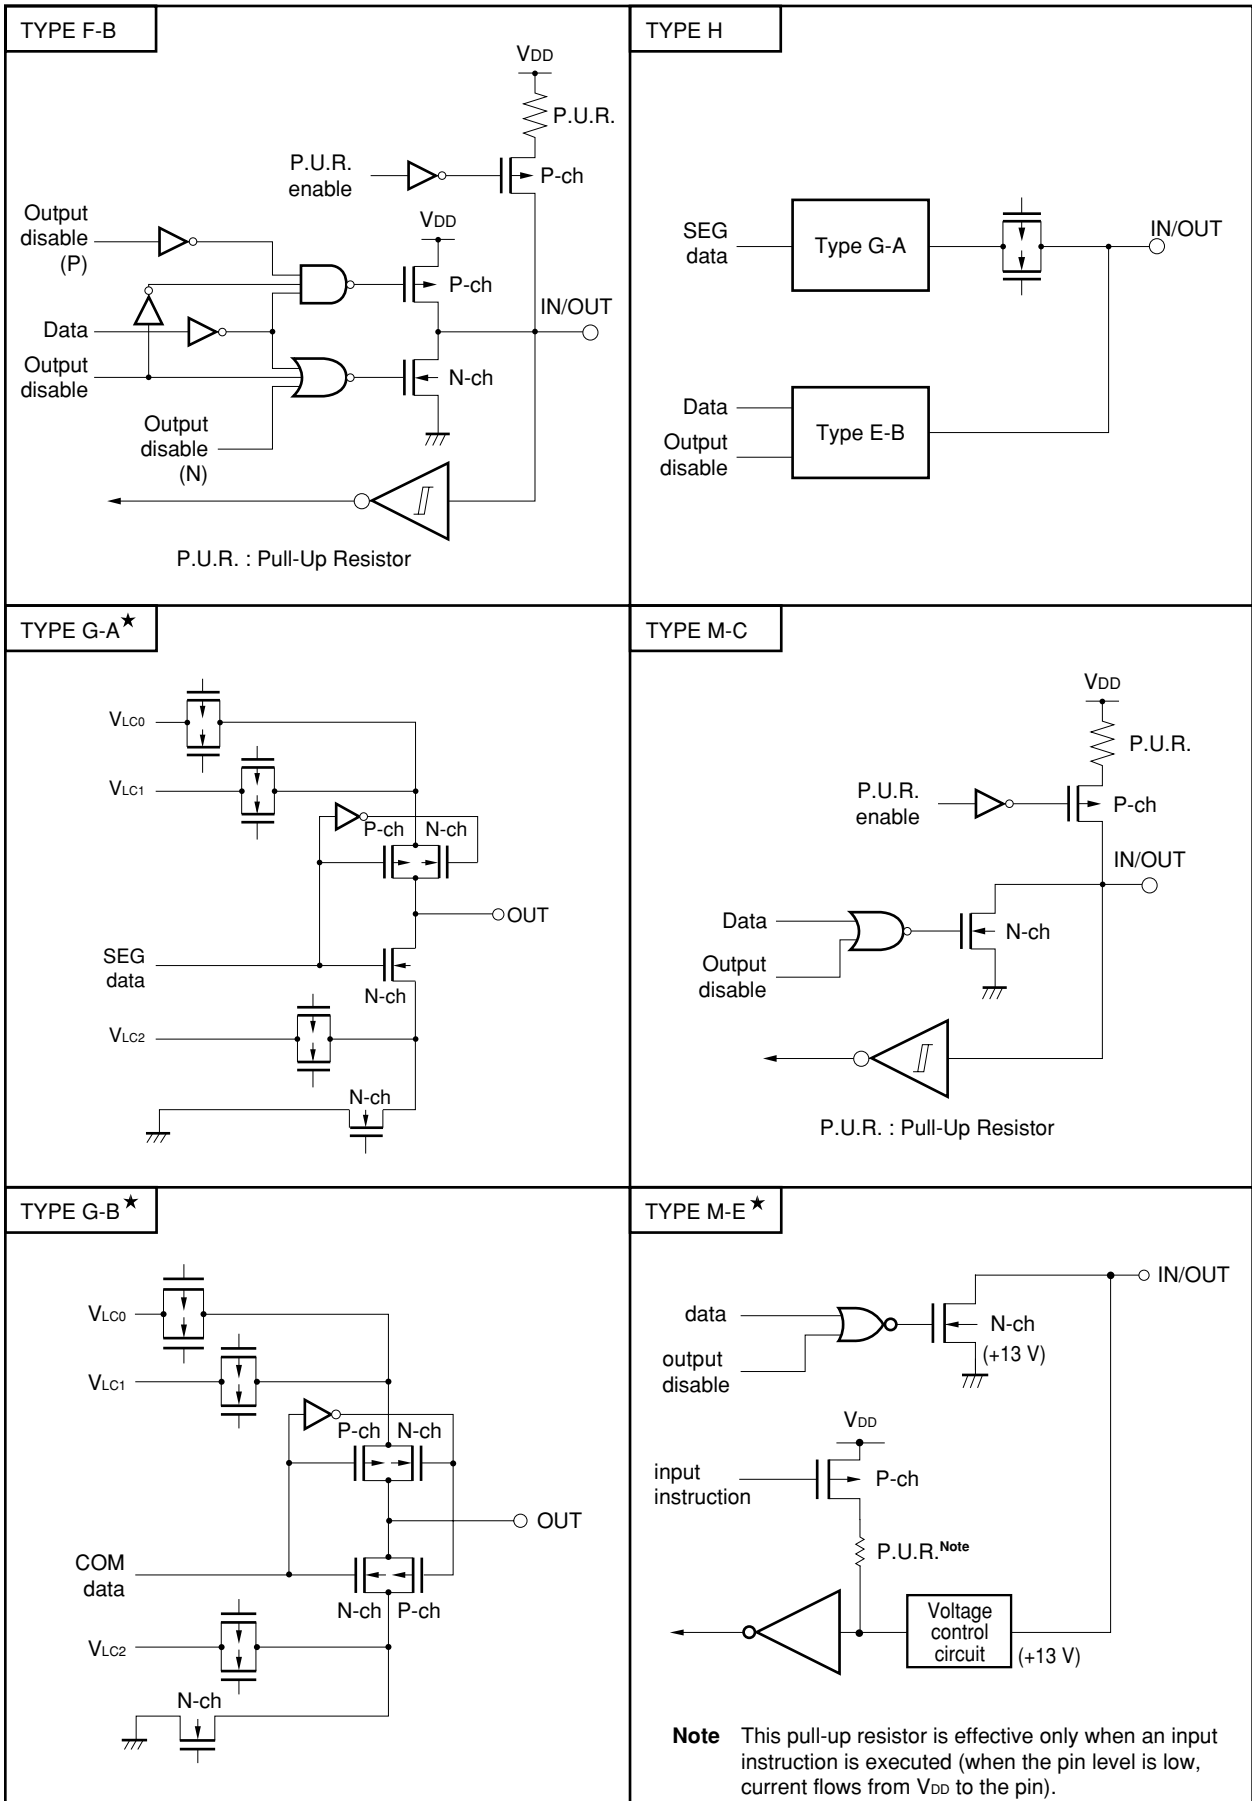 TYPE F-B
VDD
P.U.R.
P.U.R.
enable
P-ch
Output
disable
(P)
VDD
P-ch
IN/OUT
Data
Output
disable
N-ch
Output
disable
(N)
P.U.R. : Pull-Up Resistor
TYPE H
SEG
data
Type G-A
IN/OUT
Data
Output
disable
Type E-B
TYPE G-A★
VLC0
VLC1
P-ch N-ch
OUT
SEG
data
N-ch
VLC2
N-ch
TYPE M-C
VDD
P.U.R.
P.U.R.
enable
P-ch
IN/OUT
Data
Output
disable
N-ch
P.U.R. : Pull-Up Resistor
TYPE G-B★
VLC0
VLC1
P-ch N-ch
OUT
COM
data
N-ch P-ch
VLC2
N-ch
TYPE M-E★
IN/OUT
data
output
disable
N-ch
(+13 V)
VDD
input
instruction
P-ch
P.U.R.Note
Voltage
control
circuit
(+13 V)
Note This pull-up resistor is effective only when an input
instruction is executed (when the pin level is low,
current flows from VDD to the pin).